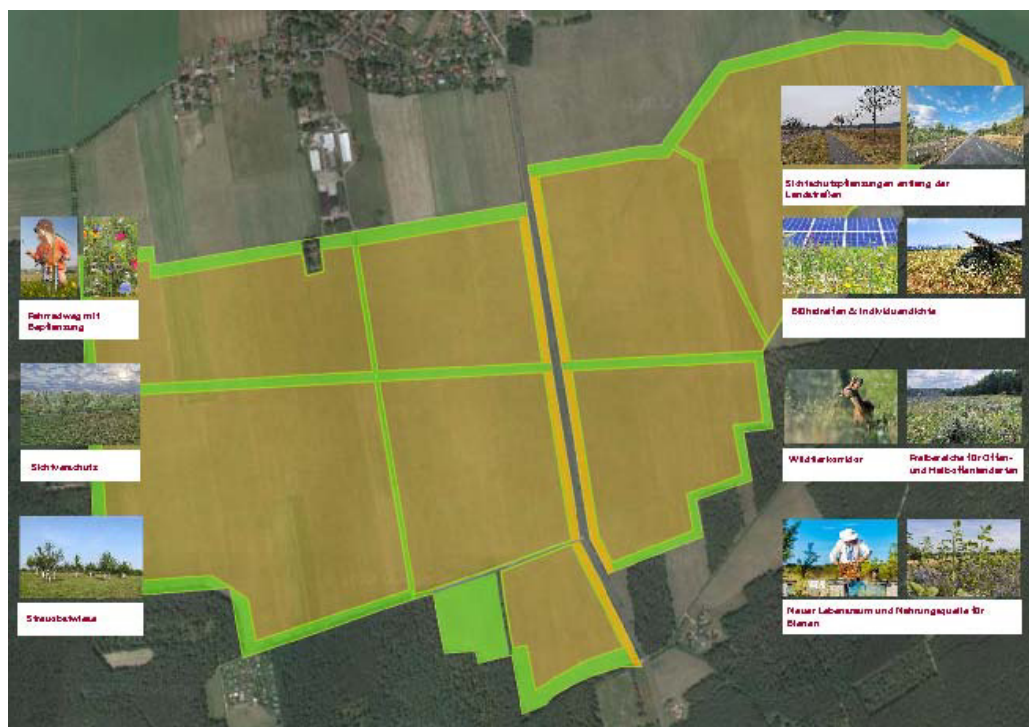 Fahrradweg mit
Bepflanzung
Sichtverschutz
Streuobstwiese
Sichtschutzpflanzungen entlang der
Landstraßen
Blühstreifen & Individuendichte
Wildtierkorridor
Freibereiche für Offen-
und Halboffenlandarten
Neuer Lebensraum und Nahrungsquelle für
Bienen